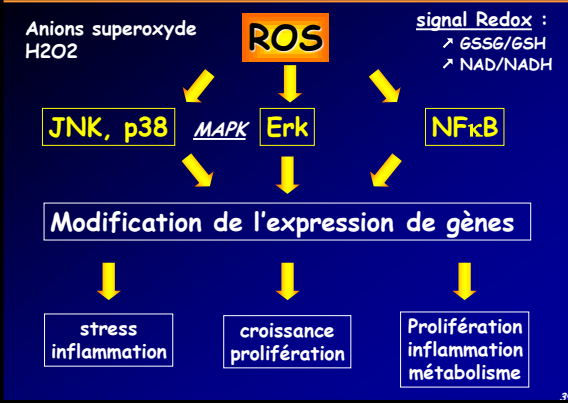 Anions superoxyde
H2O2
ROS
signal Redox :
↗ GSSG/GSH
↗ NAD/NADH
JNK, p38
MAPK
Erk
NFκB
Modification de l'expression de gènes
stress
inflammation
croissance
prolifération
Prolifération
inflammation
métabolisme